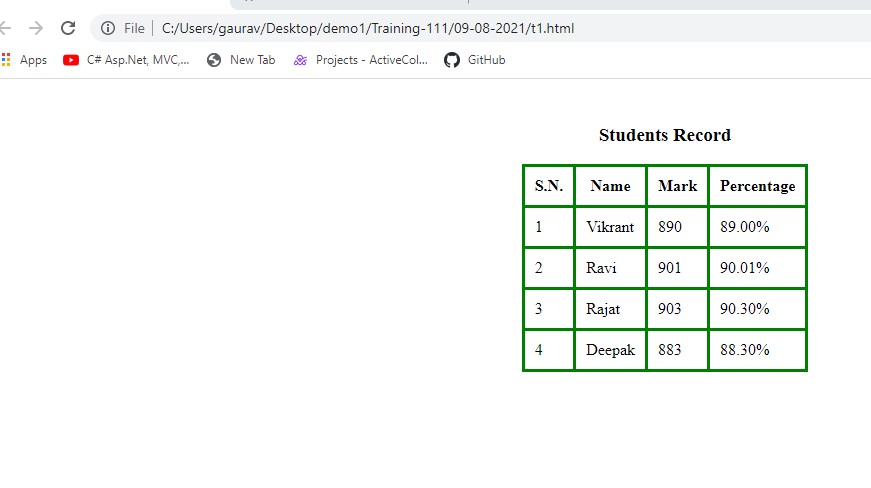 File C:/Users/gaurav/Desktop/demo1/Training-111/09-08-2021/t1.html
Apps C# Asp.Net, MVC,... New Tab Projects - ActiveCol... GitHub
Students Record
S.N. Name Mark Percentage
1 Vikrant 890 89.00%
2 Ravi 901 90.01%
3 Rajat 903 90.30%
4 Deepak 883 88.30%